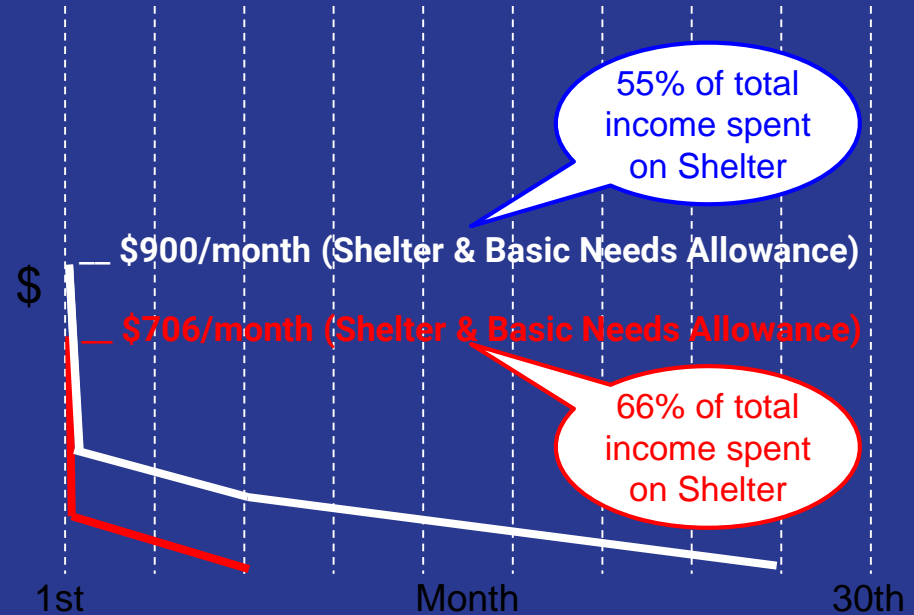 55% of total
income spent
on Shelter
__ $900/month (Shelter & Basic Needs Allowance)
$
__ $706/month (Shelter & Basic Needs Allowance)
66% of total
income spent
on Shelter
1st Month 30th